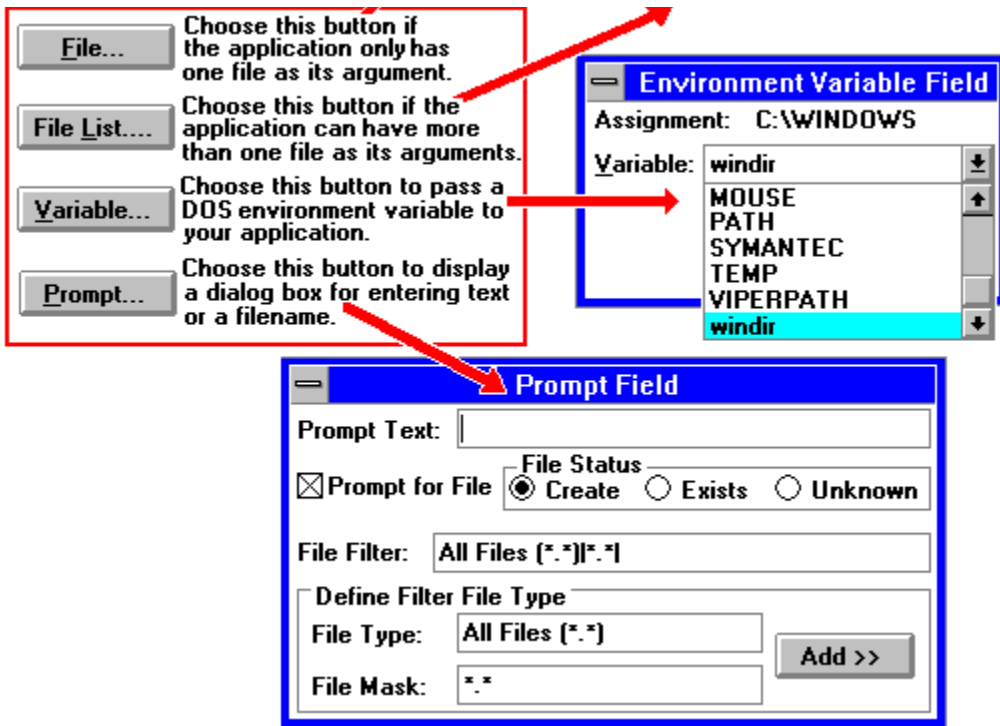 File...
Choose this button if
the application only has
one file as its argument.
File List....
Choose this button if the
application can have more
than one file as its arguments.
Variable...
Choose this button to pass a
DOS environment variable to
your application.
Prompt...
Choose this button to display
a dialog box for entering text
or a filename.
Environment Variable Field
Assignment: C:\WINDOWS
Variable: windir
MOUSE
PATH
SYMANTEC
TEMP
VIPERPATH
windir
Prompt Field
Prompt Text:
File Status
Prompt for File Create Exists Unknown
File Filter: All Files (*.*)|*.*|
Define Filter File Type
File Type: All Files (*.*)
Add >>
File Mask: *.*